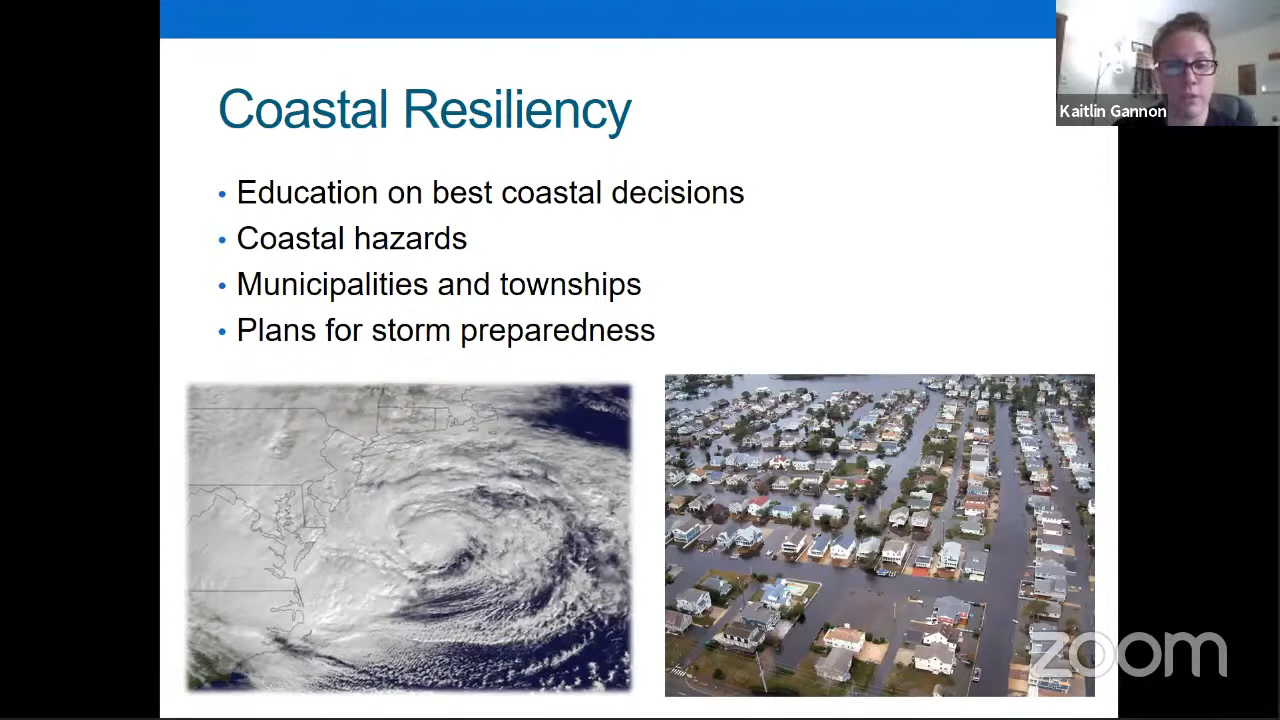 Coastal Resiliency
Kaitlin Gannon
• Education on best coastal decisions
• Coastal hazards
• Municipalities and townships
• Plans for storm preparedness
zoom